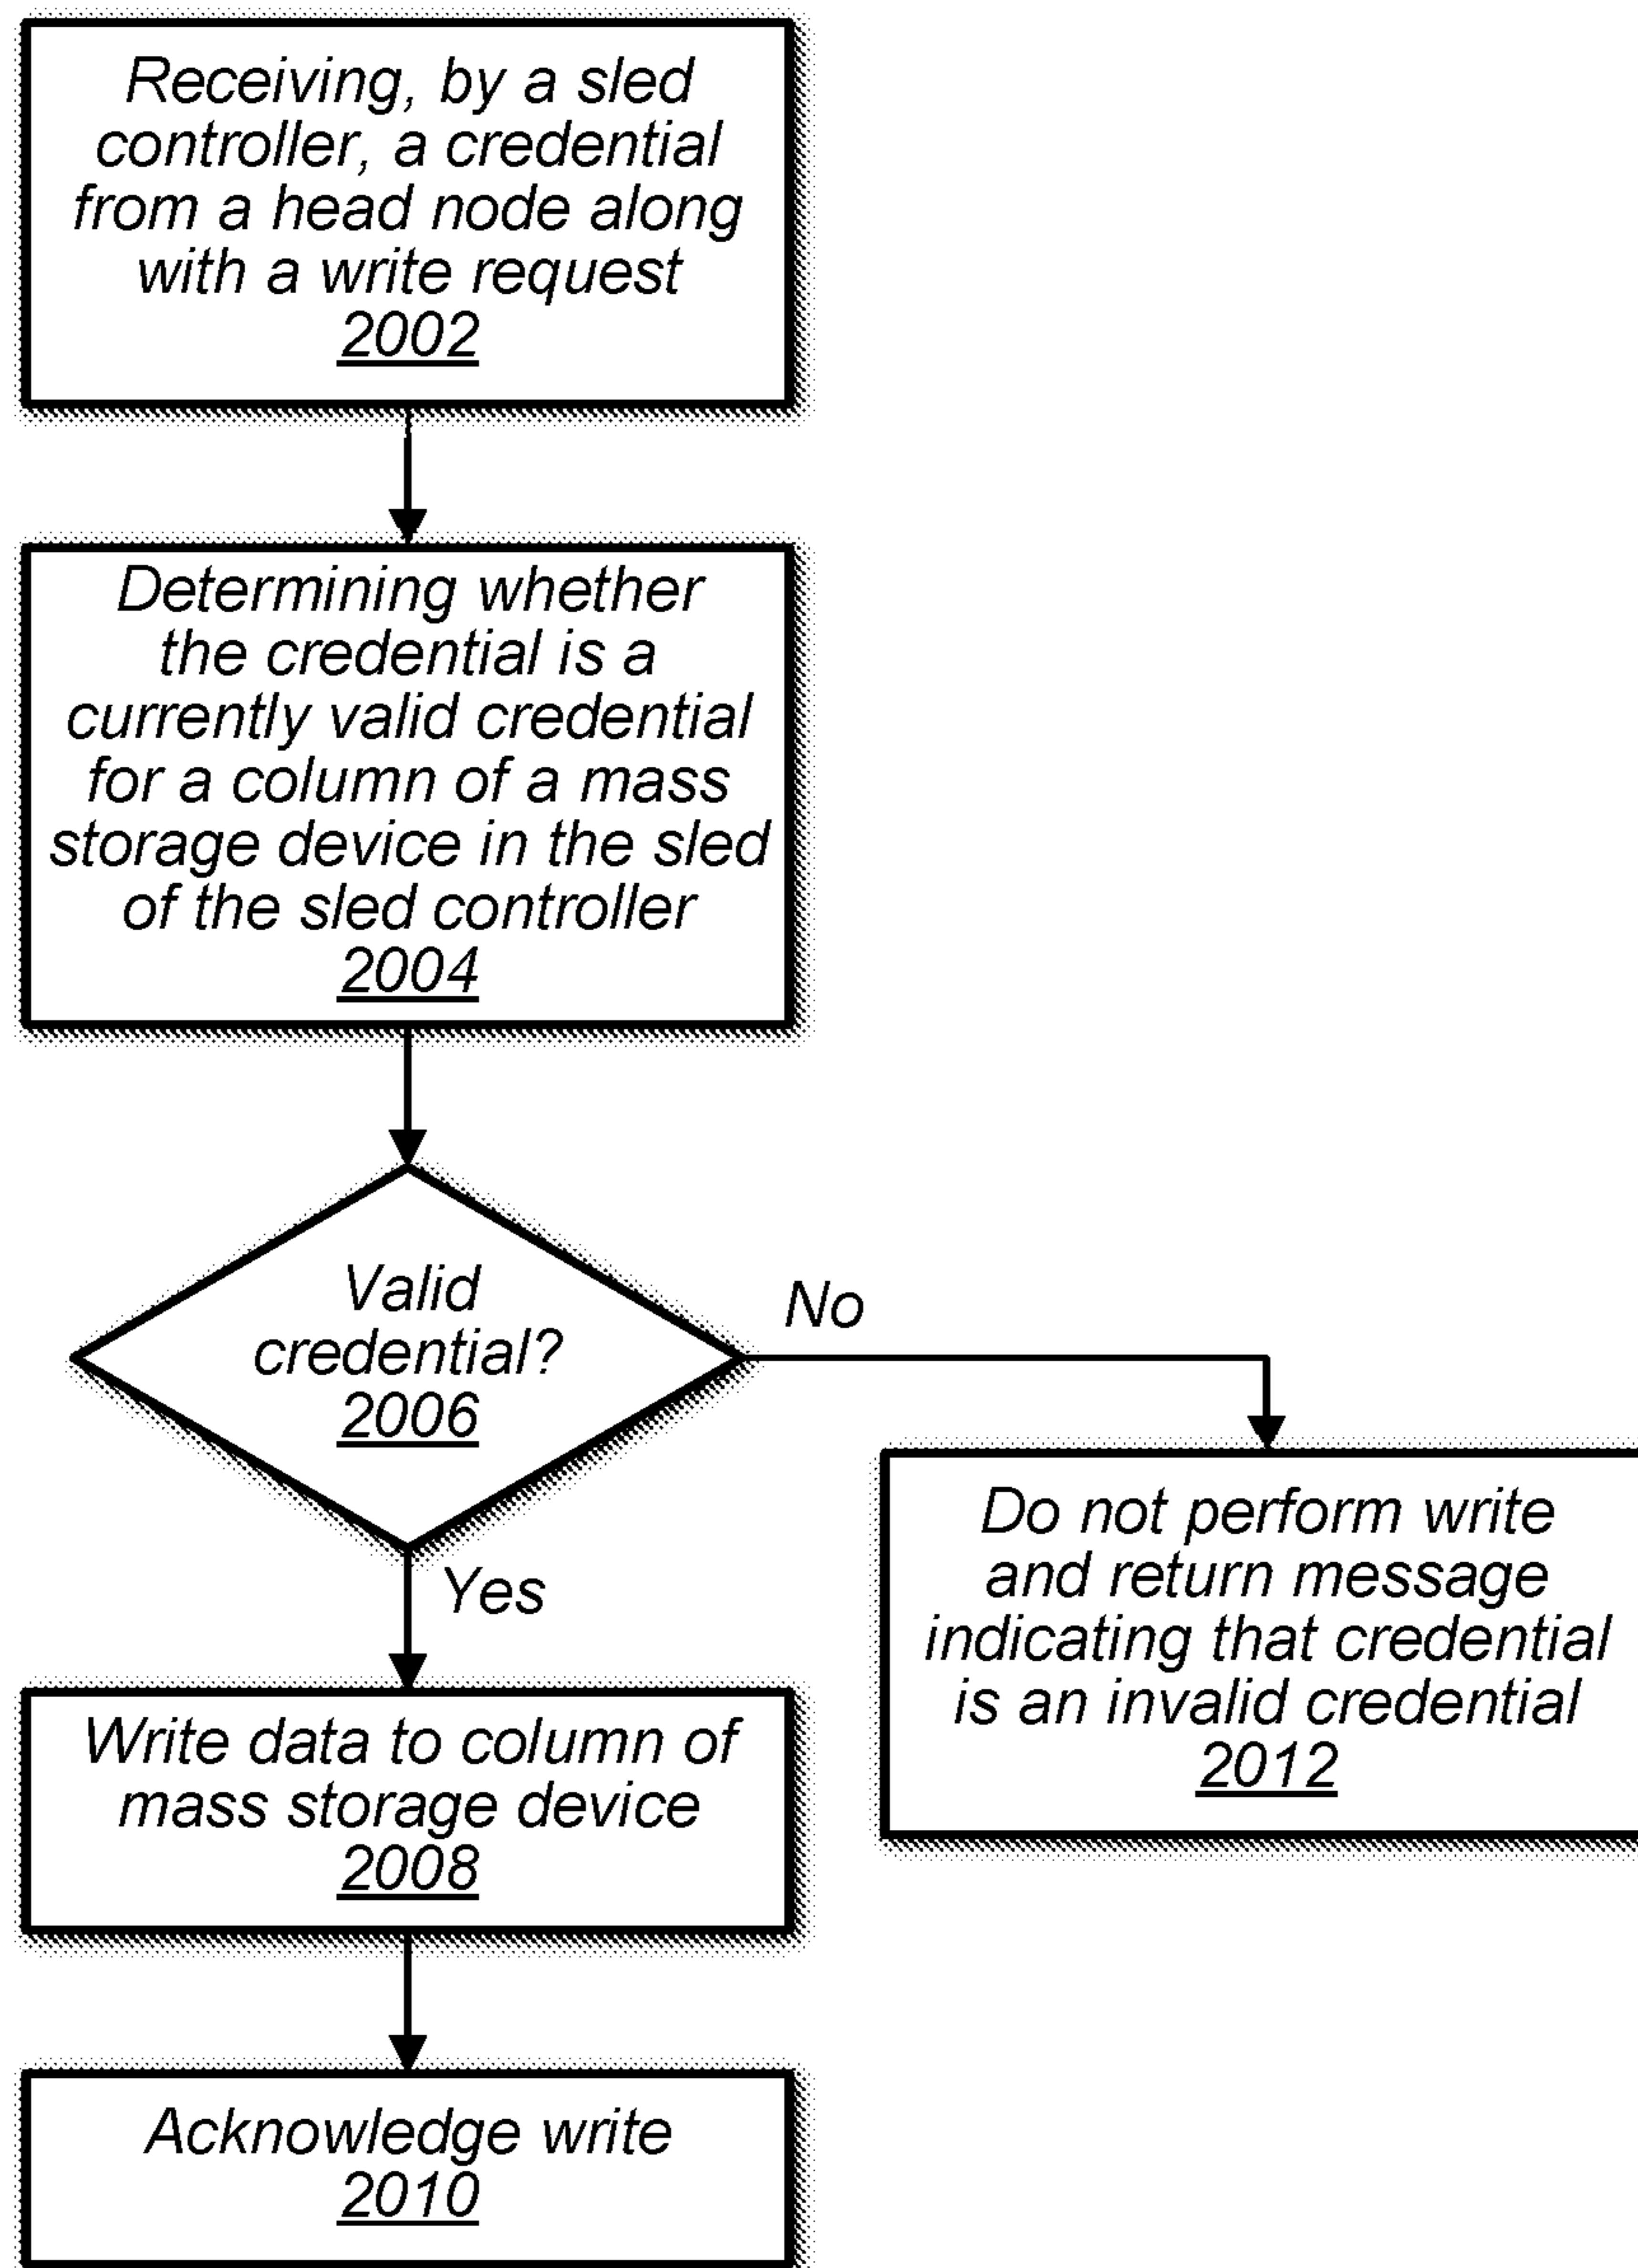 Receiving, by a sled
controller, a credential
from a head node along
with a write request
2002
Determining whether
the credential is a
currently valid credential
for a column of a mass
storage device in the sled
of the sled controller
2004
Valid
credential?
2006
No
Yes
Do not perform write
and return message
indicating that credential
is an invalid credential
2012
Write data to column of
mass storage device
2008
Acknowledge write
2010